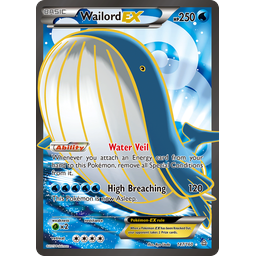 BASIC
Wailord EX HP250
Ability Water Veil
Whenever you attach an Energy card from your
hand to this Pokémon, remove all Special Conditions
from it.
High Breaching 120
This Pokémon is now Asleep.
Pokémon-EX rule
weakness
×2